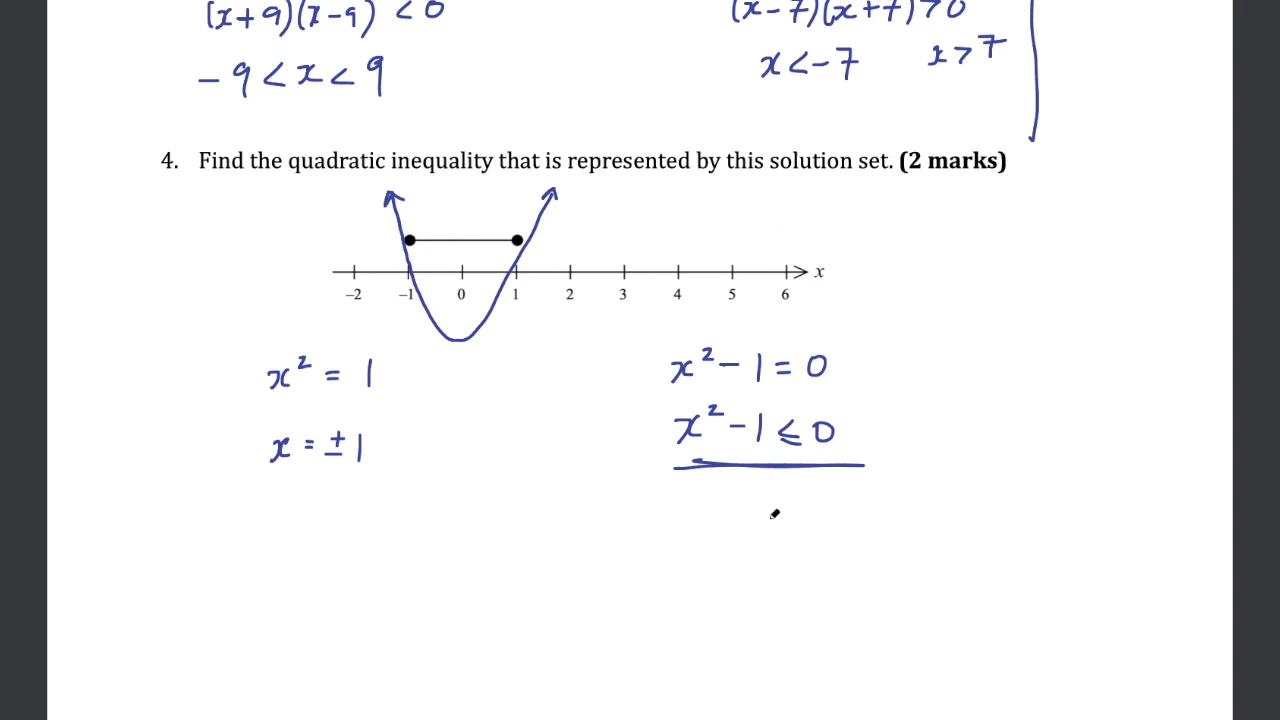 (x+9)(x-9) < 0
(x-7)(x+7) > 0
-9 < x < 9
x < -7 x > 7
4. Find the quadratic inequality that is represented by this solution set. (2 marks)
x
–2 –1 0 1 2 3 4 5 6
x² = 1
x² - 1 = 0
x = ± 1
x² - 1 ≤ 0